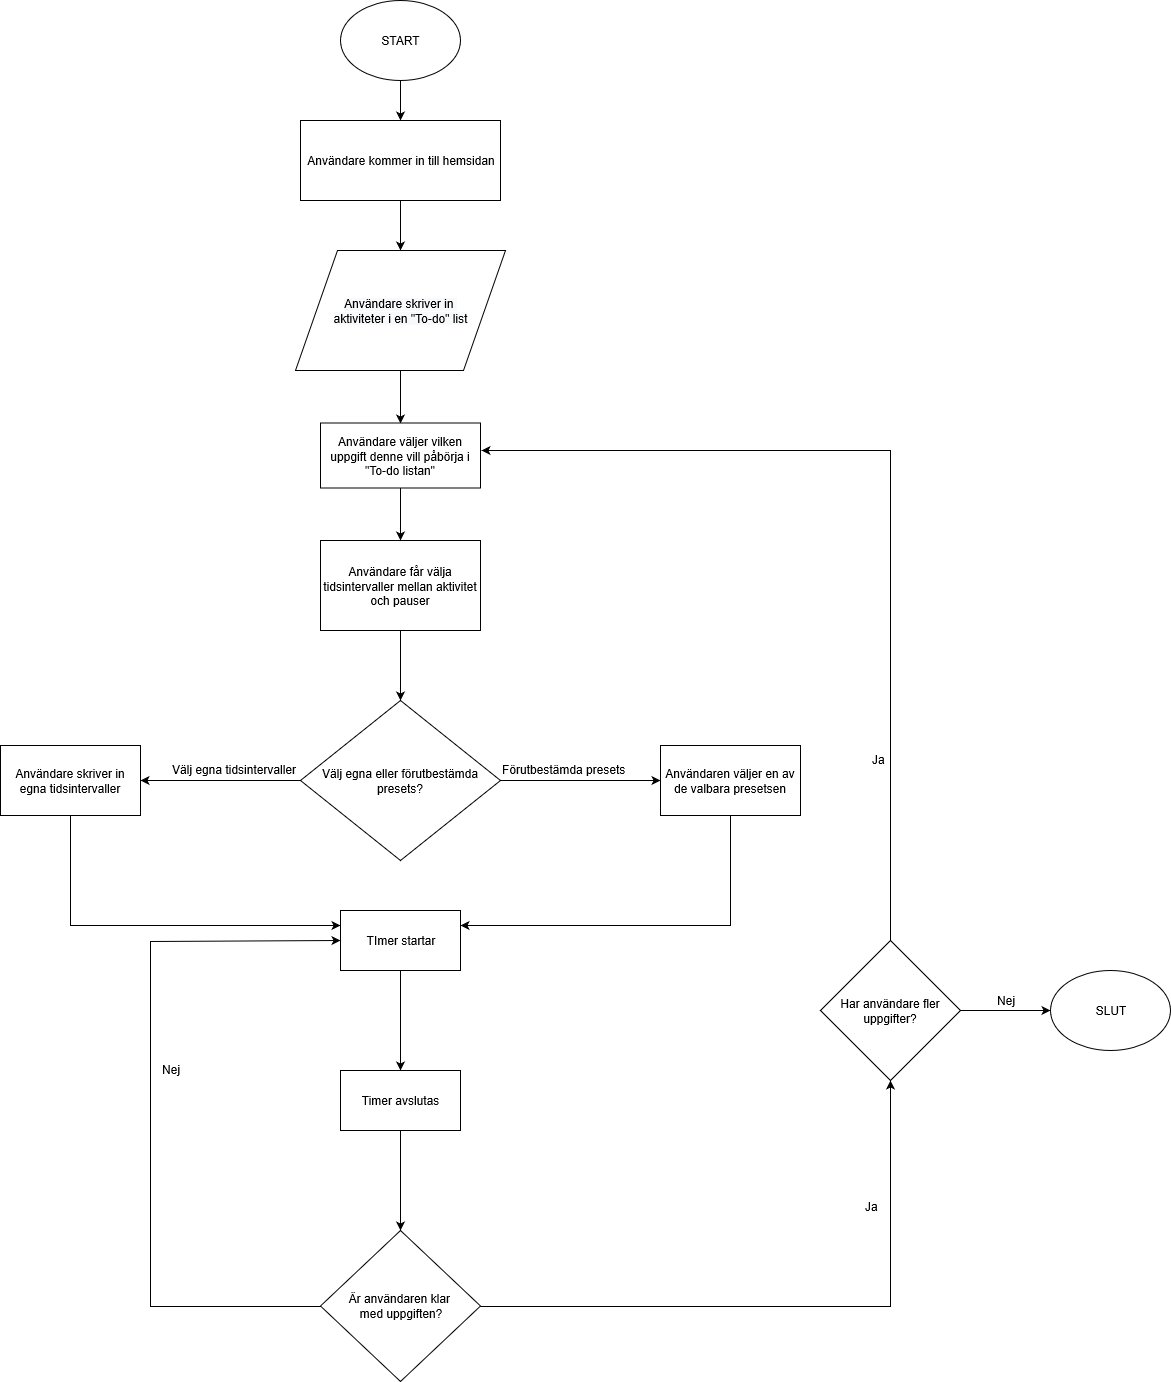 START
Användare kommer in till hemsidan
Användare skriver in
aktiviteter i en "To-do" list
Användare väljer vilken
uppgift denne vill påbörja i
"To-do listan"
Användare får välja
tidsintervaller mellan aktivitet
och pauser
Ja
Användare skriver in
egna tidsintervaller
Välj egna tidsintervaller
Välj egna eller förutbestämda
presets?
Förutbestämda presets
Användaren väljer en av
de valbara presetsen
TImer startar
Har användare fler
uppgifter?
Nej
SLUT
Nej
Timer avslutas
Ja
Är användaren klar
med uppgiften?